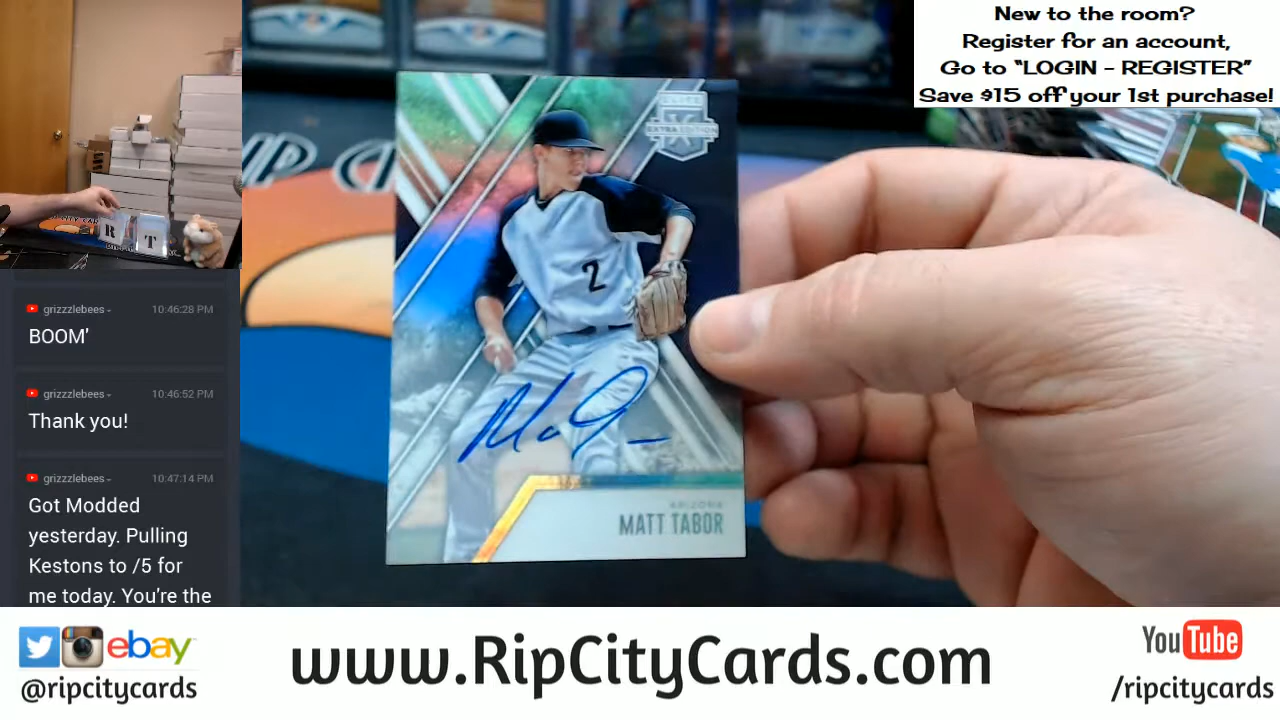 New to the room?
Register for an account,
Go to “LOGIN - REGISTER”
Save $15 off your 1st purchase!
R T
grizzzlebees
10:46:28 PM
BOOM'
grizzzlebees
10:46:52 PM
Thank you!
grizzzlebees
10:47:14 PM
Got Modded
yesterday. Pulling
Kestons to /5 for
me today. You're the
ELITE
EXTRA EDITION
2
ARIZONA
MATT TABOR
ebay
@ripcitycards
www.RipCityCards.com
YouTube
/ripcitycards